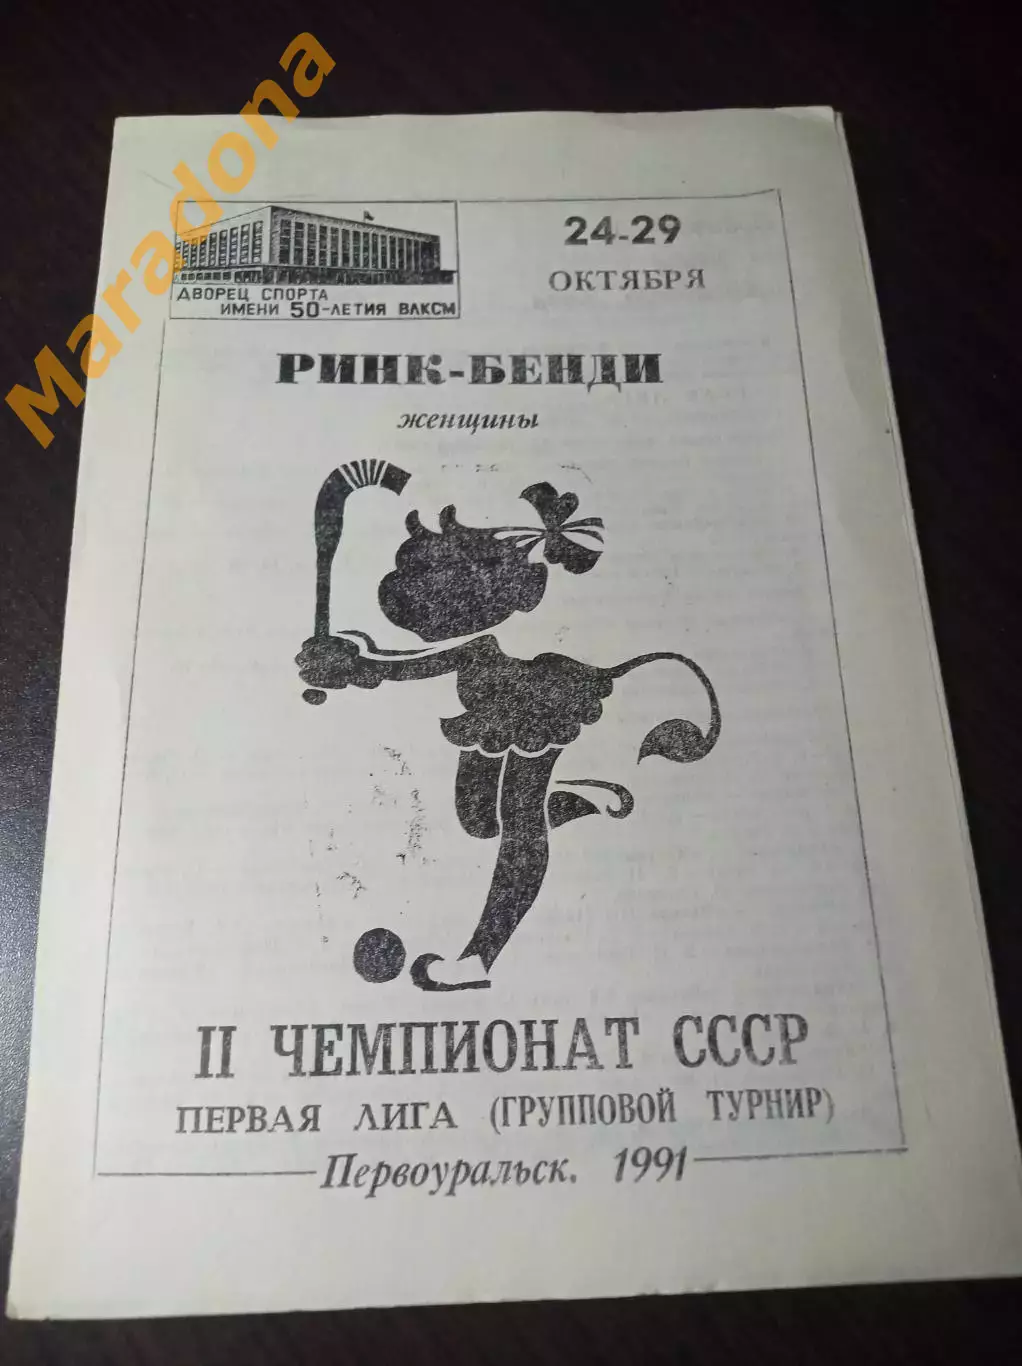 Maradona
ДВОРЕЦ СПОРТА
ИМЕНИ 50-ЛЕТИЯ ВЛКСМ
24-29
ОКТЯБРЯ
РИНК-БЕНДИ
женщины
II ЧЕМПИОНАТ СССР
ПЕРВАЯ ЛИГА (ГРУППОВОЙ ТУРНИР)
Первоуральск. 1991